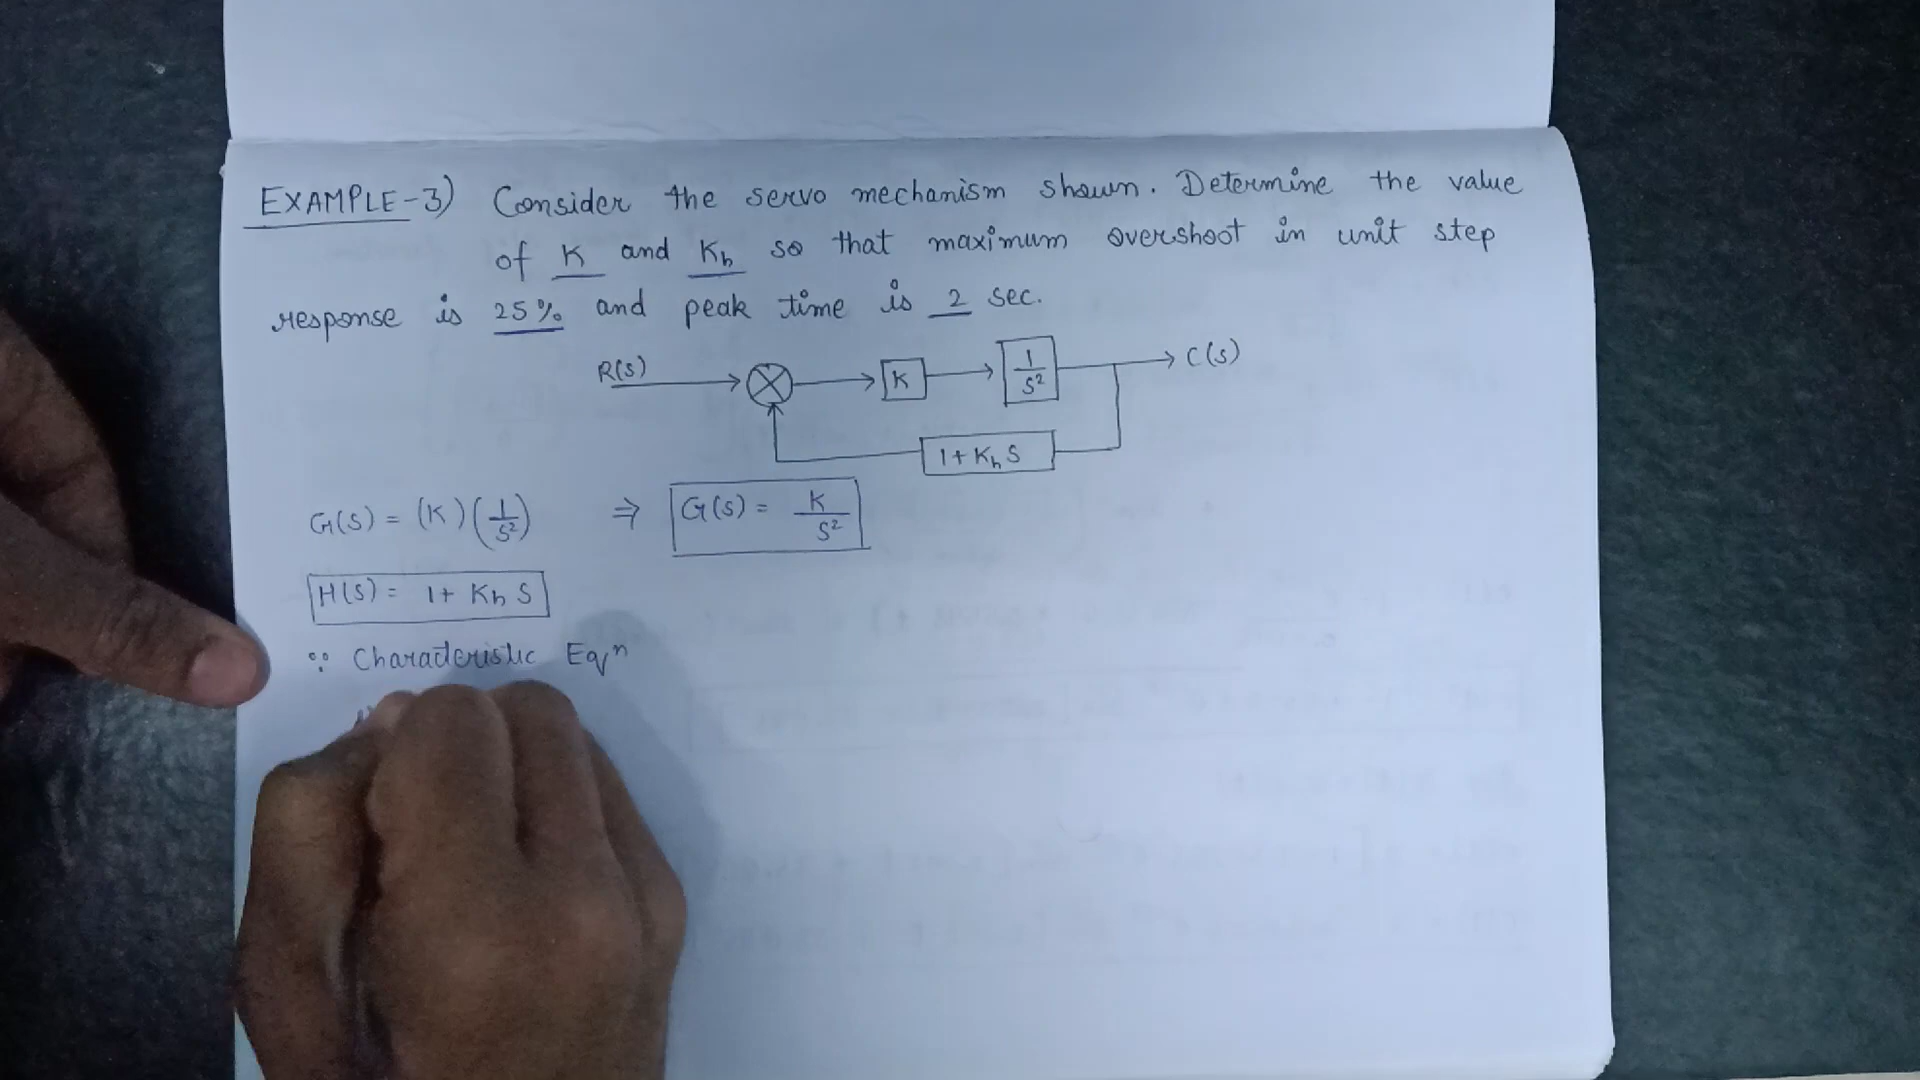 EXAMPLE-3) Consider the servo mechanism shown. Determine the value
of K and Kh so that maximum overshoot in unit step
response is 25% and peak time is 2 sec.
R(S) K 1/S² C(S)
1+KhS
G(S) = (K)(1/S²) ⇒ G(S) = K/S²
H(S) = 1+ Kh S
∵ Characteristic Eqⁿ